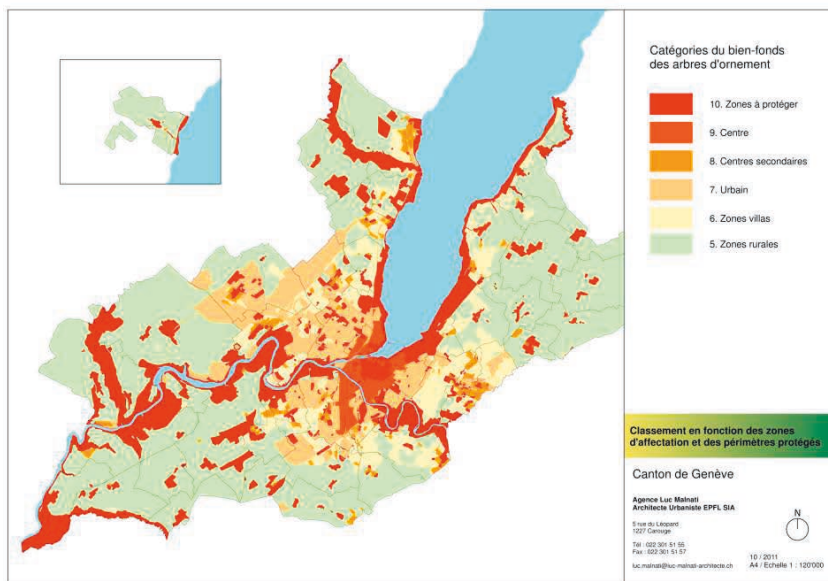 Catégories du bien-fonds
des arbres d'ornement
10. Zones à protéger
9. Centre
8. Centres secondaires
7. Urbain
6. Zones villas
5. Zones rurales
Classement en fonction des zones
d'affectation et des périmètres protégés
Canton de Genève
Agence Luc Malnati
Architecte Urbaniste EPFL SIA
5 rue du Léopard
1227 Carouge
Tél : 022 301 51 55
Fax : 022 301 51 57
luc.malnati@luc-malnati-architecte.ch
N
10 / 2011
A4 / Echelle 1 : 120'000